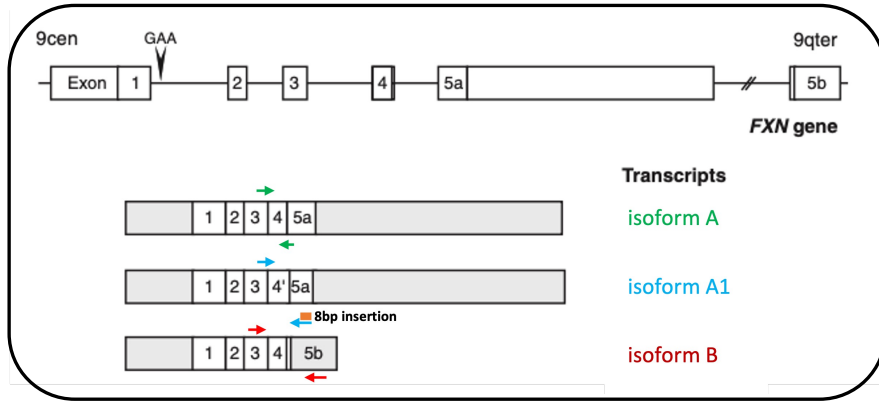 9cen GAA 9qter
Exon 1 2 3 4 5a 5b
FXN gene
Transcripts
1 2 3 4 5a isoform A
1 2 3 4' 5a isoform A1
8bp insertion
1 2 3 4 5b isoform B